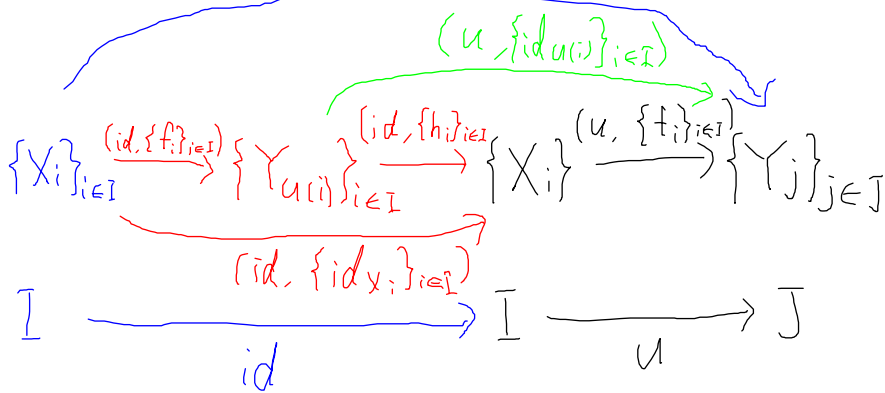 (u, {id_{u(i)}}_{i∈I})
(id, {f_i}_{i∈I}) (id, {h_i}_{i∈I}) (u, {f_i}_{i∈I})
{X_i}_{i∈I} {Y_{u(i)}}_{i∈I} {X_i} {Y_j}_{j∈J}
(id, {id_{X_i}}_{i∈I})
I I J
id u